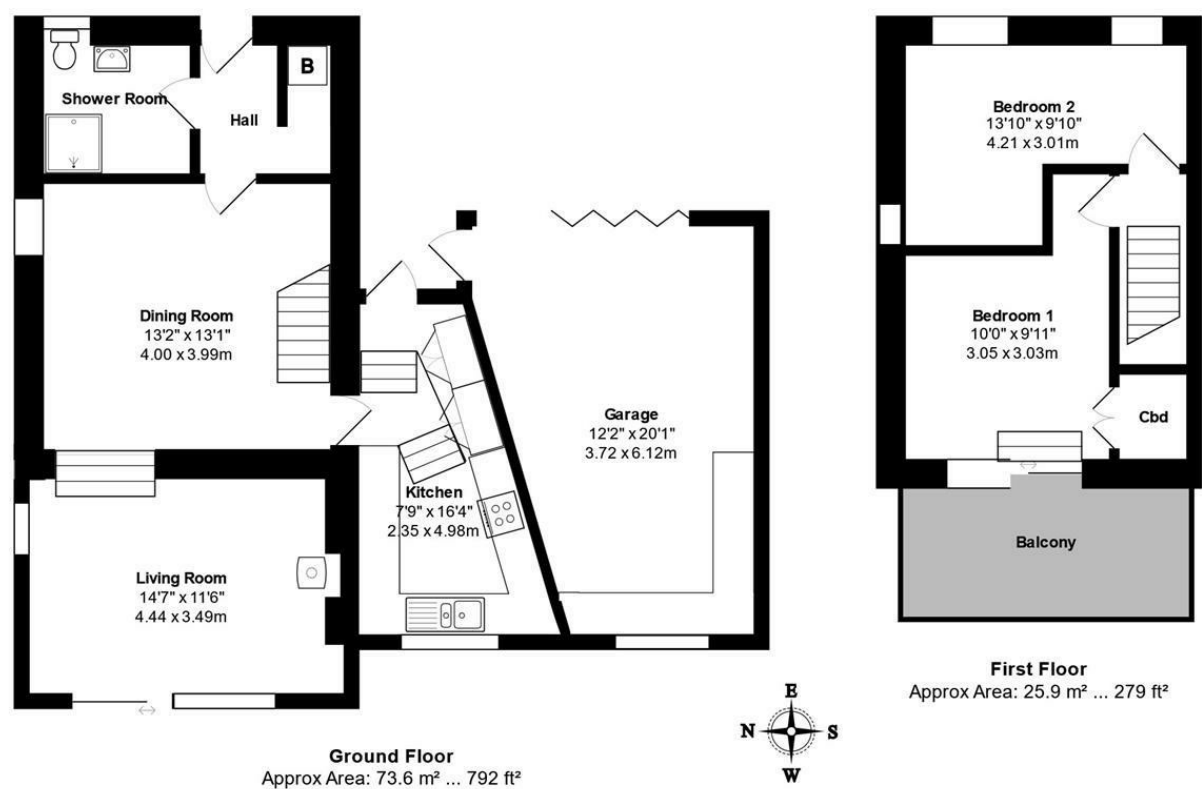 B
Shower Room
Hall
Dining Room
13'2" x 13'1"
4.00 x 3.99m
Kitchen
7'9" x 16'4"
2.35 x 4.98m
Garage
12'2" x 20'1"
3.72 x 6.12m
Living Room
14'7" x 11'6"
4.44 x 3.49m
Ground Floor
Approx Area: 73.6 m² ... 792 ft²
E
N
S
W
Bedroom 2
13'10" x 9'10"
4.21 x 3.01m
Bedroom 1
10'0" x 9'11"
3.05 x 3.03m
Cbd
Balcony
First Floor
Approx Area: 25.9 m² ... 279 ft²